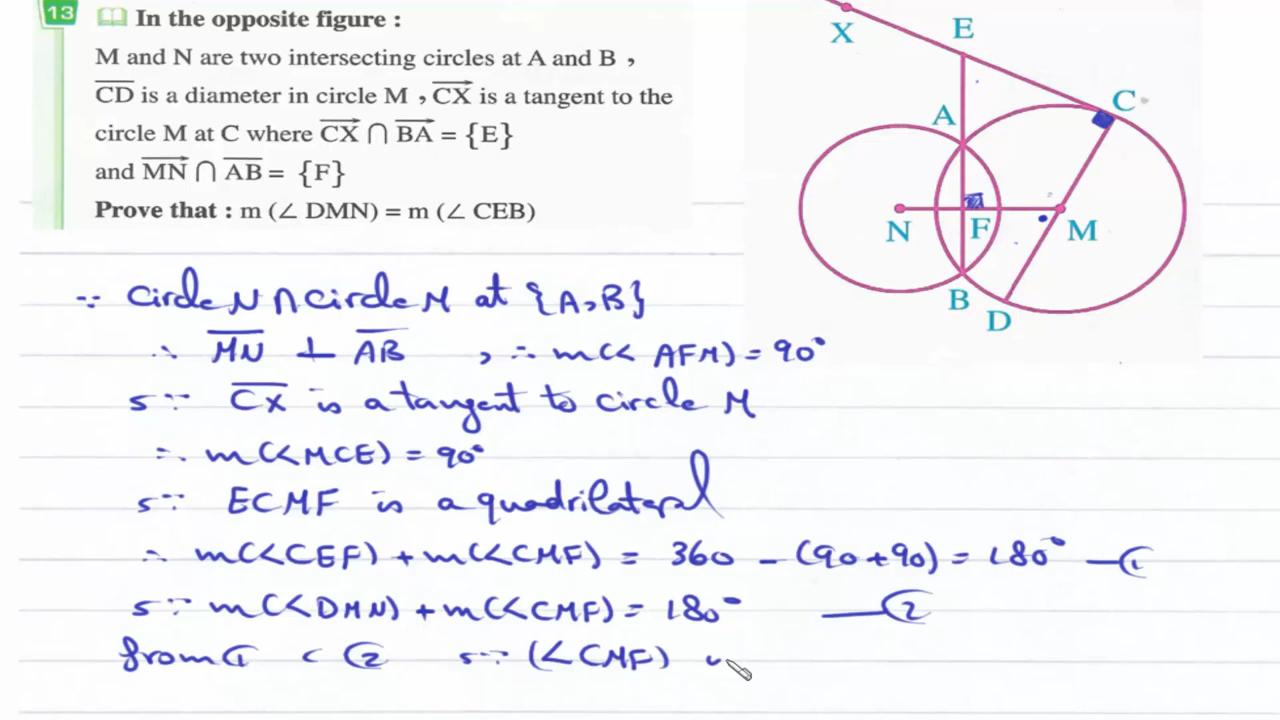 13 In the opposite figure :
M and N are two intersecting circles at A and B ,
CD is a diameter in circle M , CX is a tangent to the
circle M at C where CX ∩ BA = {E}
and MN ∩ AB = {F}
Prove that : m (∠ DMN) = m (∠ CEB)
X
E
C
A
N
F
M
B
D
∵ Circle N ∩ circle M at {A,B}
∴ MN ⊥ AB , ∴ m(< AFM) = 90°
, ∵ CX is a tangent to circle M
∴ m(<MCE) = 90°
, ∵ ECMF is a quadrilateral
∴ m(<CEF) + m(<CMF) = 360 - (90+90) = 180° —①
, ∵ m(<DMN) + m(<CMF) = 180° —②
from ① , ② , ∵ (∠CMF)